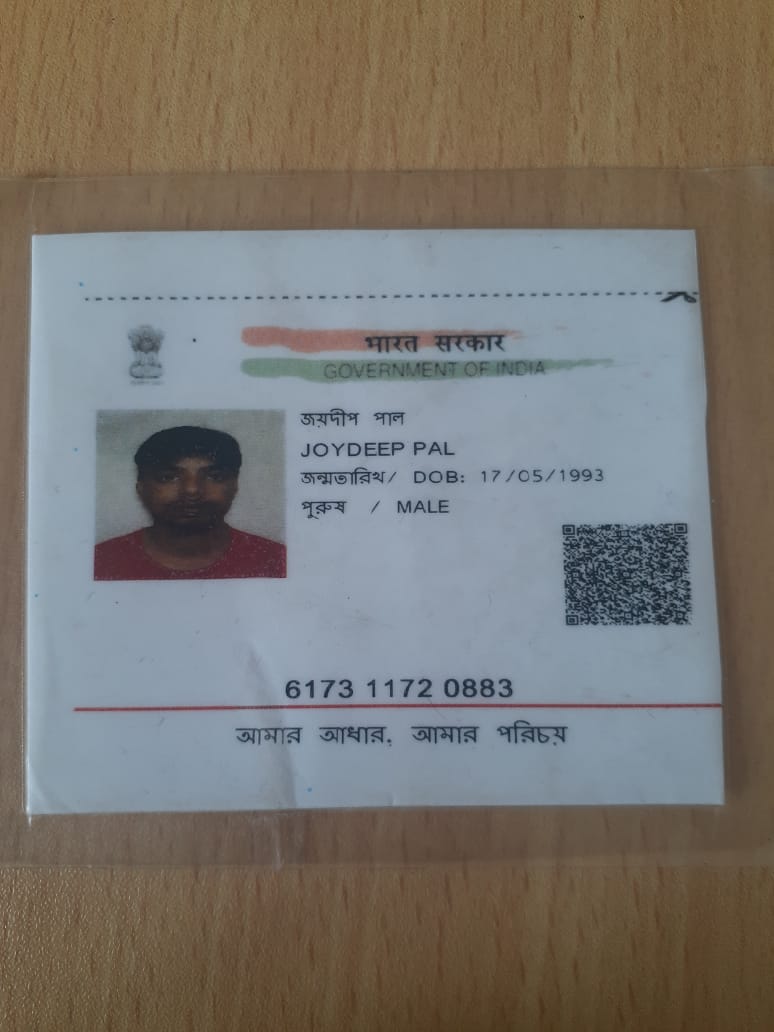 भारत सरकार
GOVERNMENT OF INDIA
জয়দীপ পাল
JOYDEEP PAL
জন্মতারিখ/ DOB: 17/05/1993
পুরুষ / MALE
6173 1172 0883
আমার আধার, আমার পরিচয়